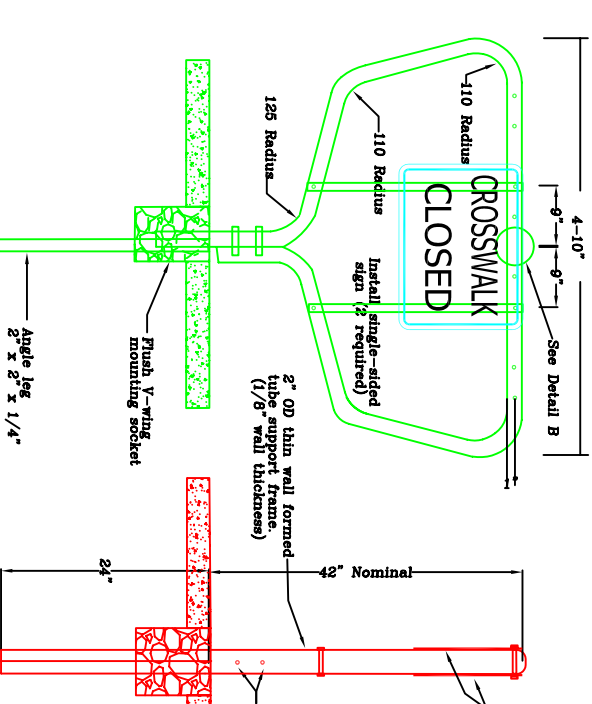 4-10"
9"
9"
See Detail B
110 Radius
110 Radius
125 Radius
CROSSWALK
CLOSED
Install single-sided
sign (2 required)
Flush V-wing
mounting socket
Angle leg
2" x 2" x 1/4"
2" OD thin wall formed
tube support frame.
(1/8" wall thickness)
42" Nominal
24"